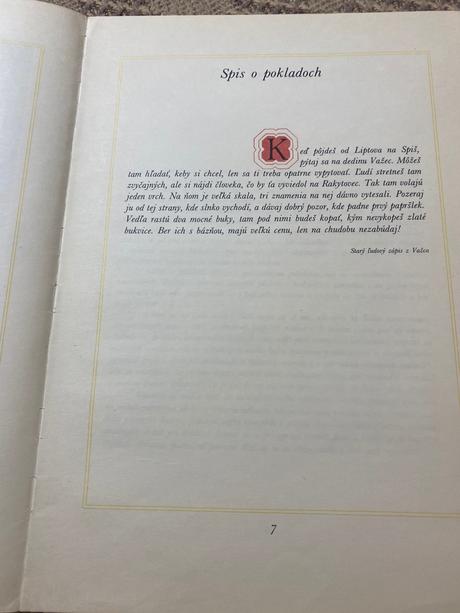 Spis o pokladoch
Keď pôjdeš od Liptova na Spiš,
pýtaj sa na dedinu Važec. Môžeš
tam hľadať, keby si chcel, len sa ti treba opatrne vypytovať. Ľudí stretneš tam
zvyčajných, ale si nájdi človeka, čo by ťa vyviedol na Rakytovec. Tak tam volajú
jeden vrch. Na ňom je veľká skala, tri znamenia na nej dávno vytesali. Pozeraj
ju od tej strany, kde slnko vychodí, a dávaj dobrý pozor, kde padne prvý papršlek.
Vedľa rastú dva mocné buky, tam pod nimi budeš kopať, kým nevykopeš zlaté
bukvice. Ber ich s bázňou, majú veľkú cenu, len na chudobu nezabúdaj!
Starý ľudový zápis z Važca
7